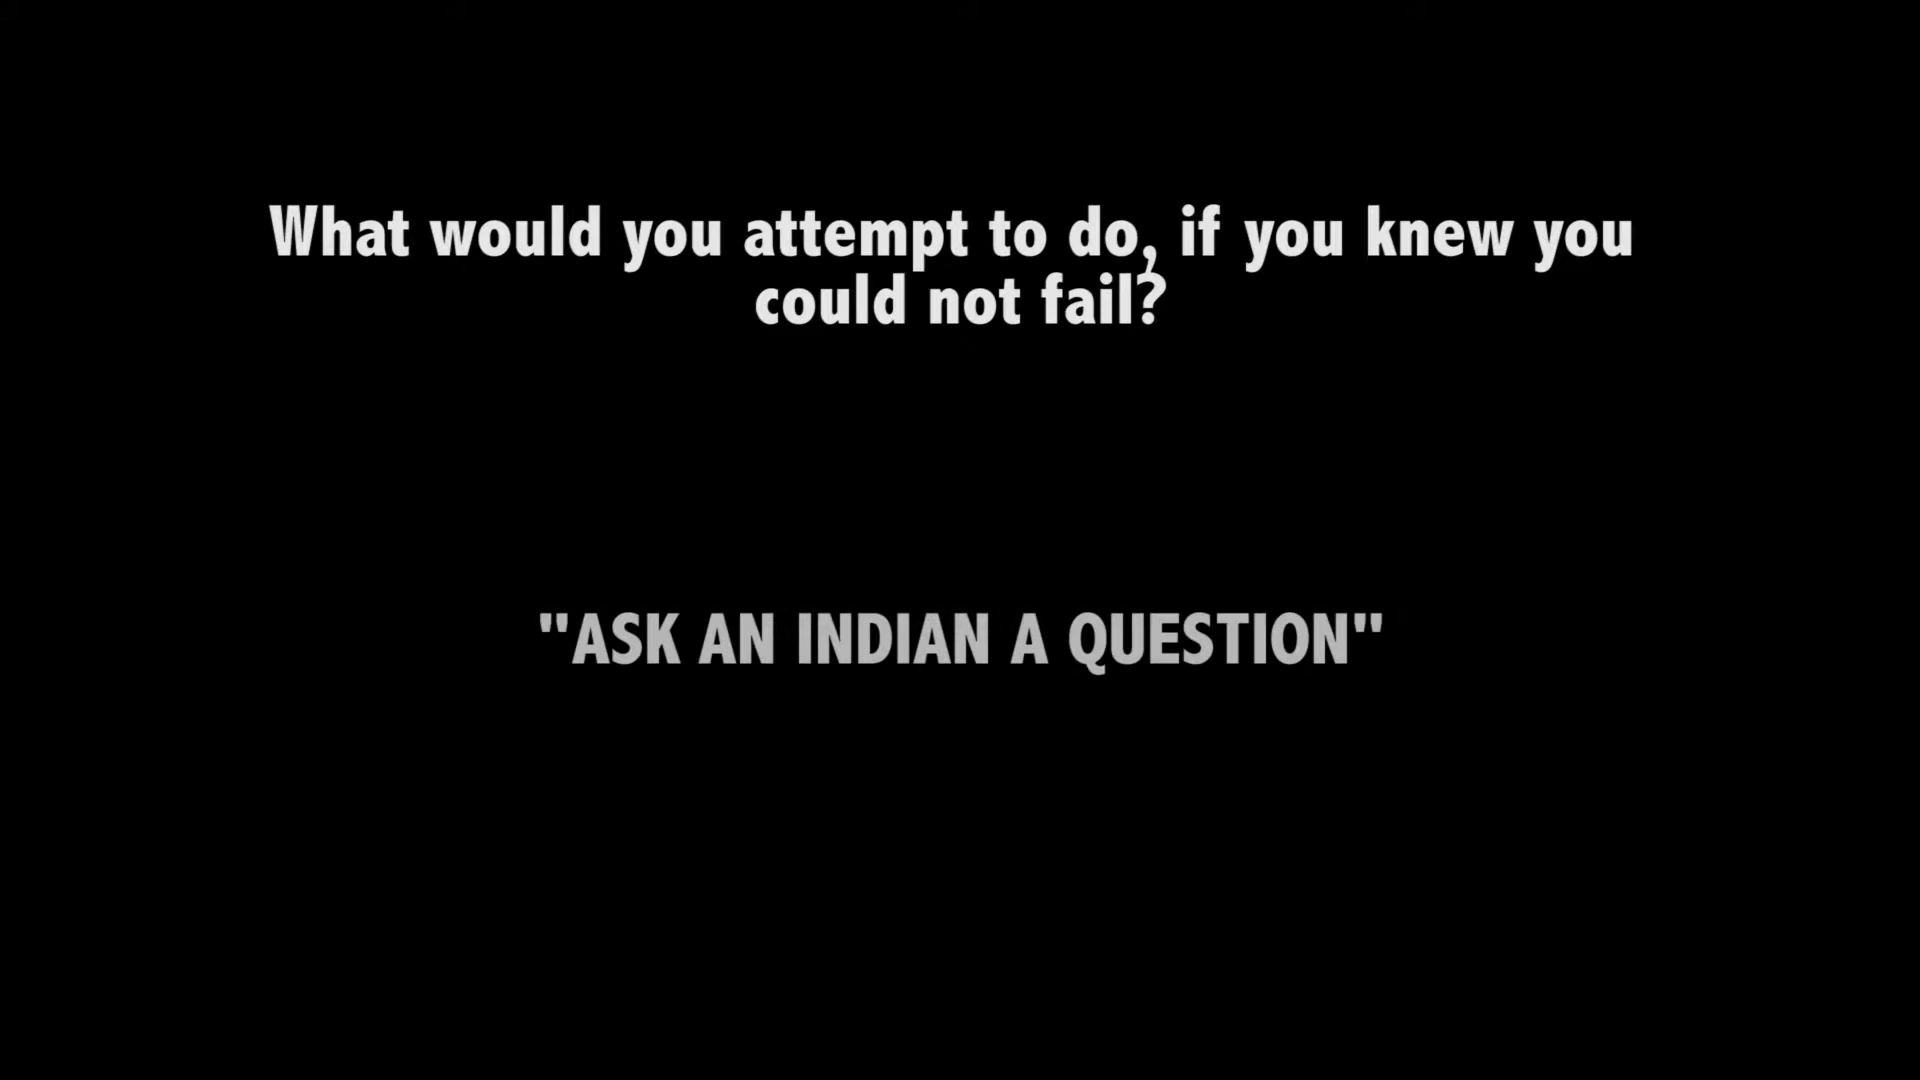 What would you attempt to do, if you knew you
could not fail?
"ASK AN INDIAN A QUESTION"